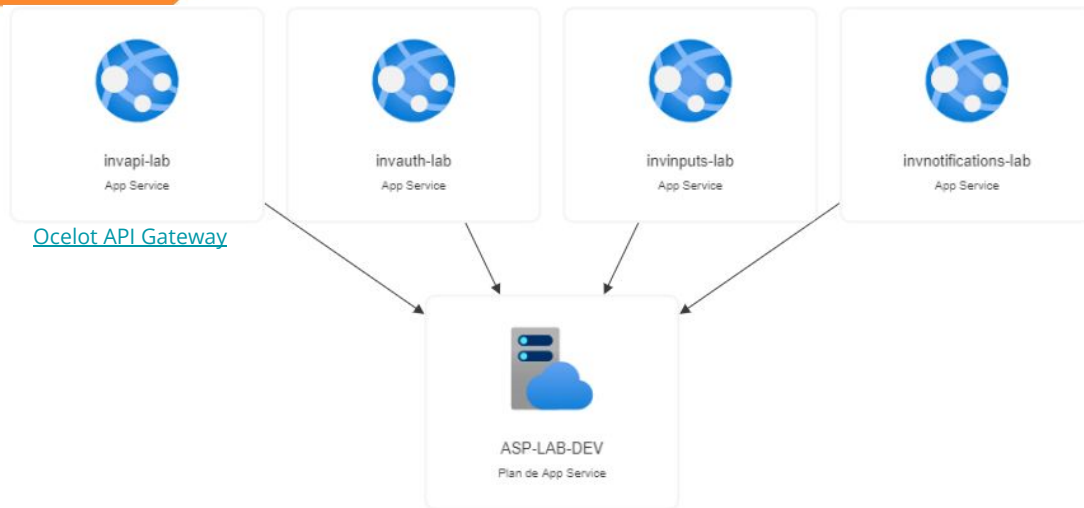 invapi-lab
App Service
invauth-lab
App Service
invinputs-lab
App Service
invnotifications-lab
App Service
Ocelot API Gateway
ASP-LAB-DEV
Plan de App Service